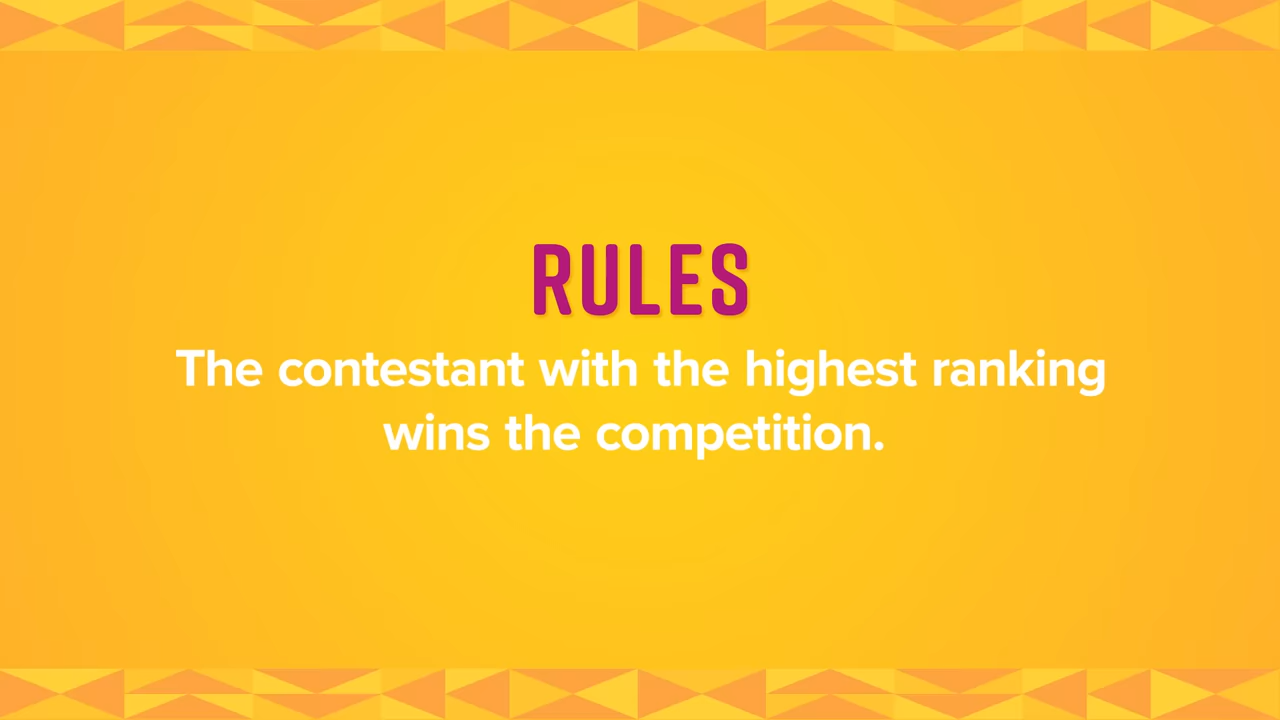 RULES
The contestant with the highest ranking
wins the competition.